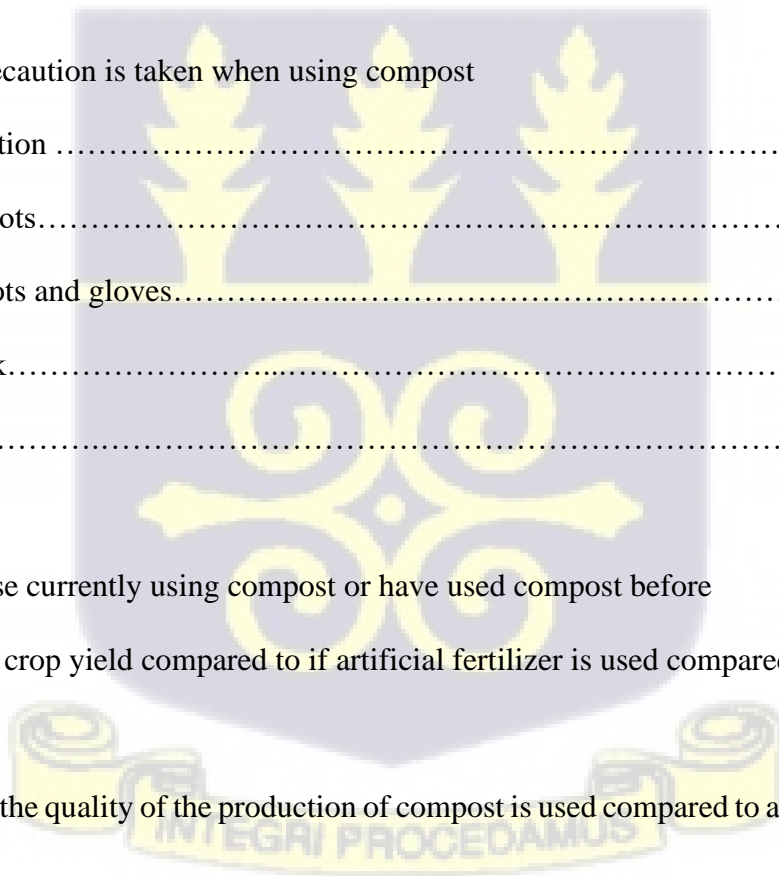 ecaution is taken when using compost
tion ……………………………………………………………………
ots……………………………………………………………………
ots and gloves……………...……………………………………
k……………………...………………………………………………
………..………………………………………………………………
se currently using compost or have used compost before
crop yield compared to if artificial fertilizer is used compared
the quality of the production of compost is used compared to a
INTEGRI PROCEDAMUS